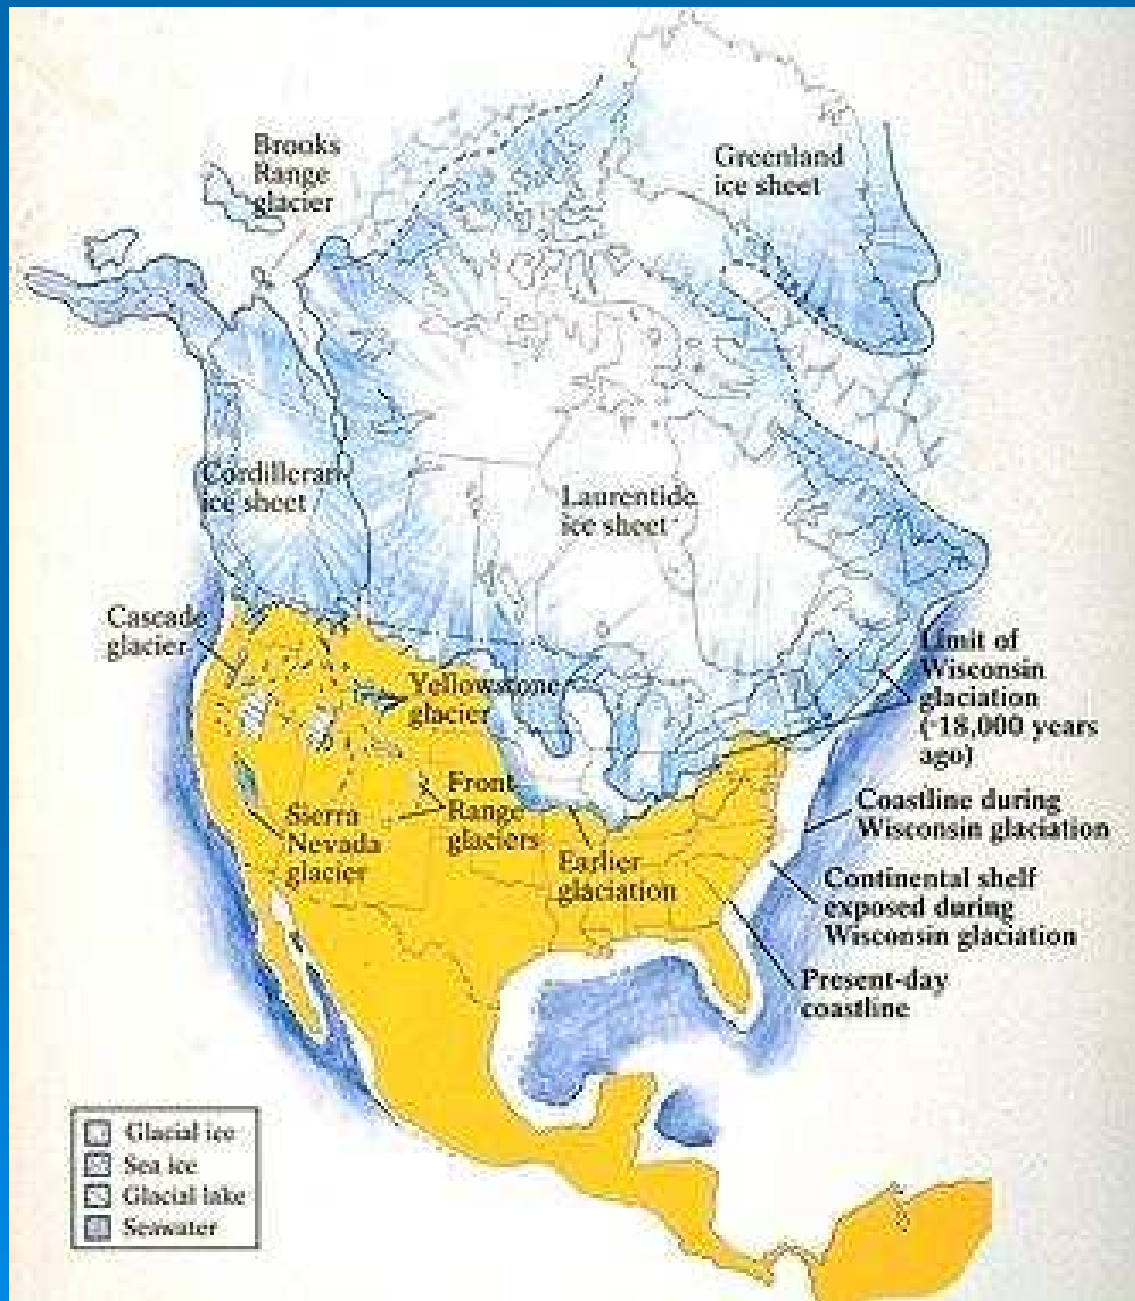 Brooks
Range
glacier
Greenland
ice sheet
Cordilleran
ice sheet
Laurentide
ice sheet
Cascade
glacier
Limit of
Wisconsin
glaciation
(~18,000 years
ago)
Yellowstone
glacier
Front
Range
glaciers
Sierra
Nevada
glacier
Earlier
glaciation
Coastline during
Wisconsin glaciation
Continental shelf
exposed during
Wisconsin glaciation
Present-day
coastline
Glacial ice
Sea ice
Glacial lake
Seawater